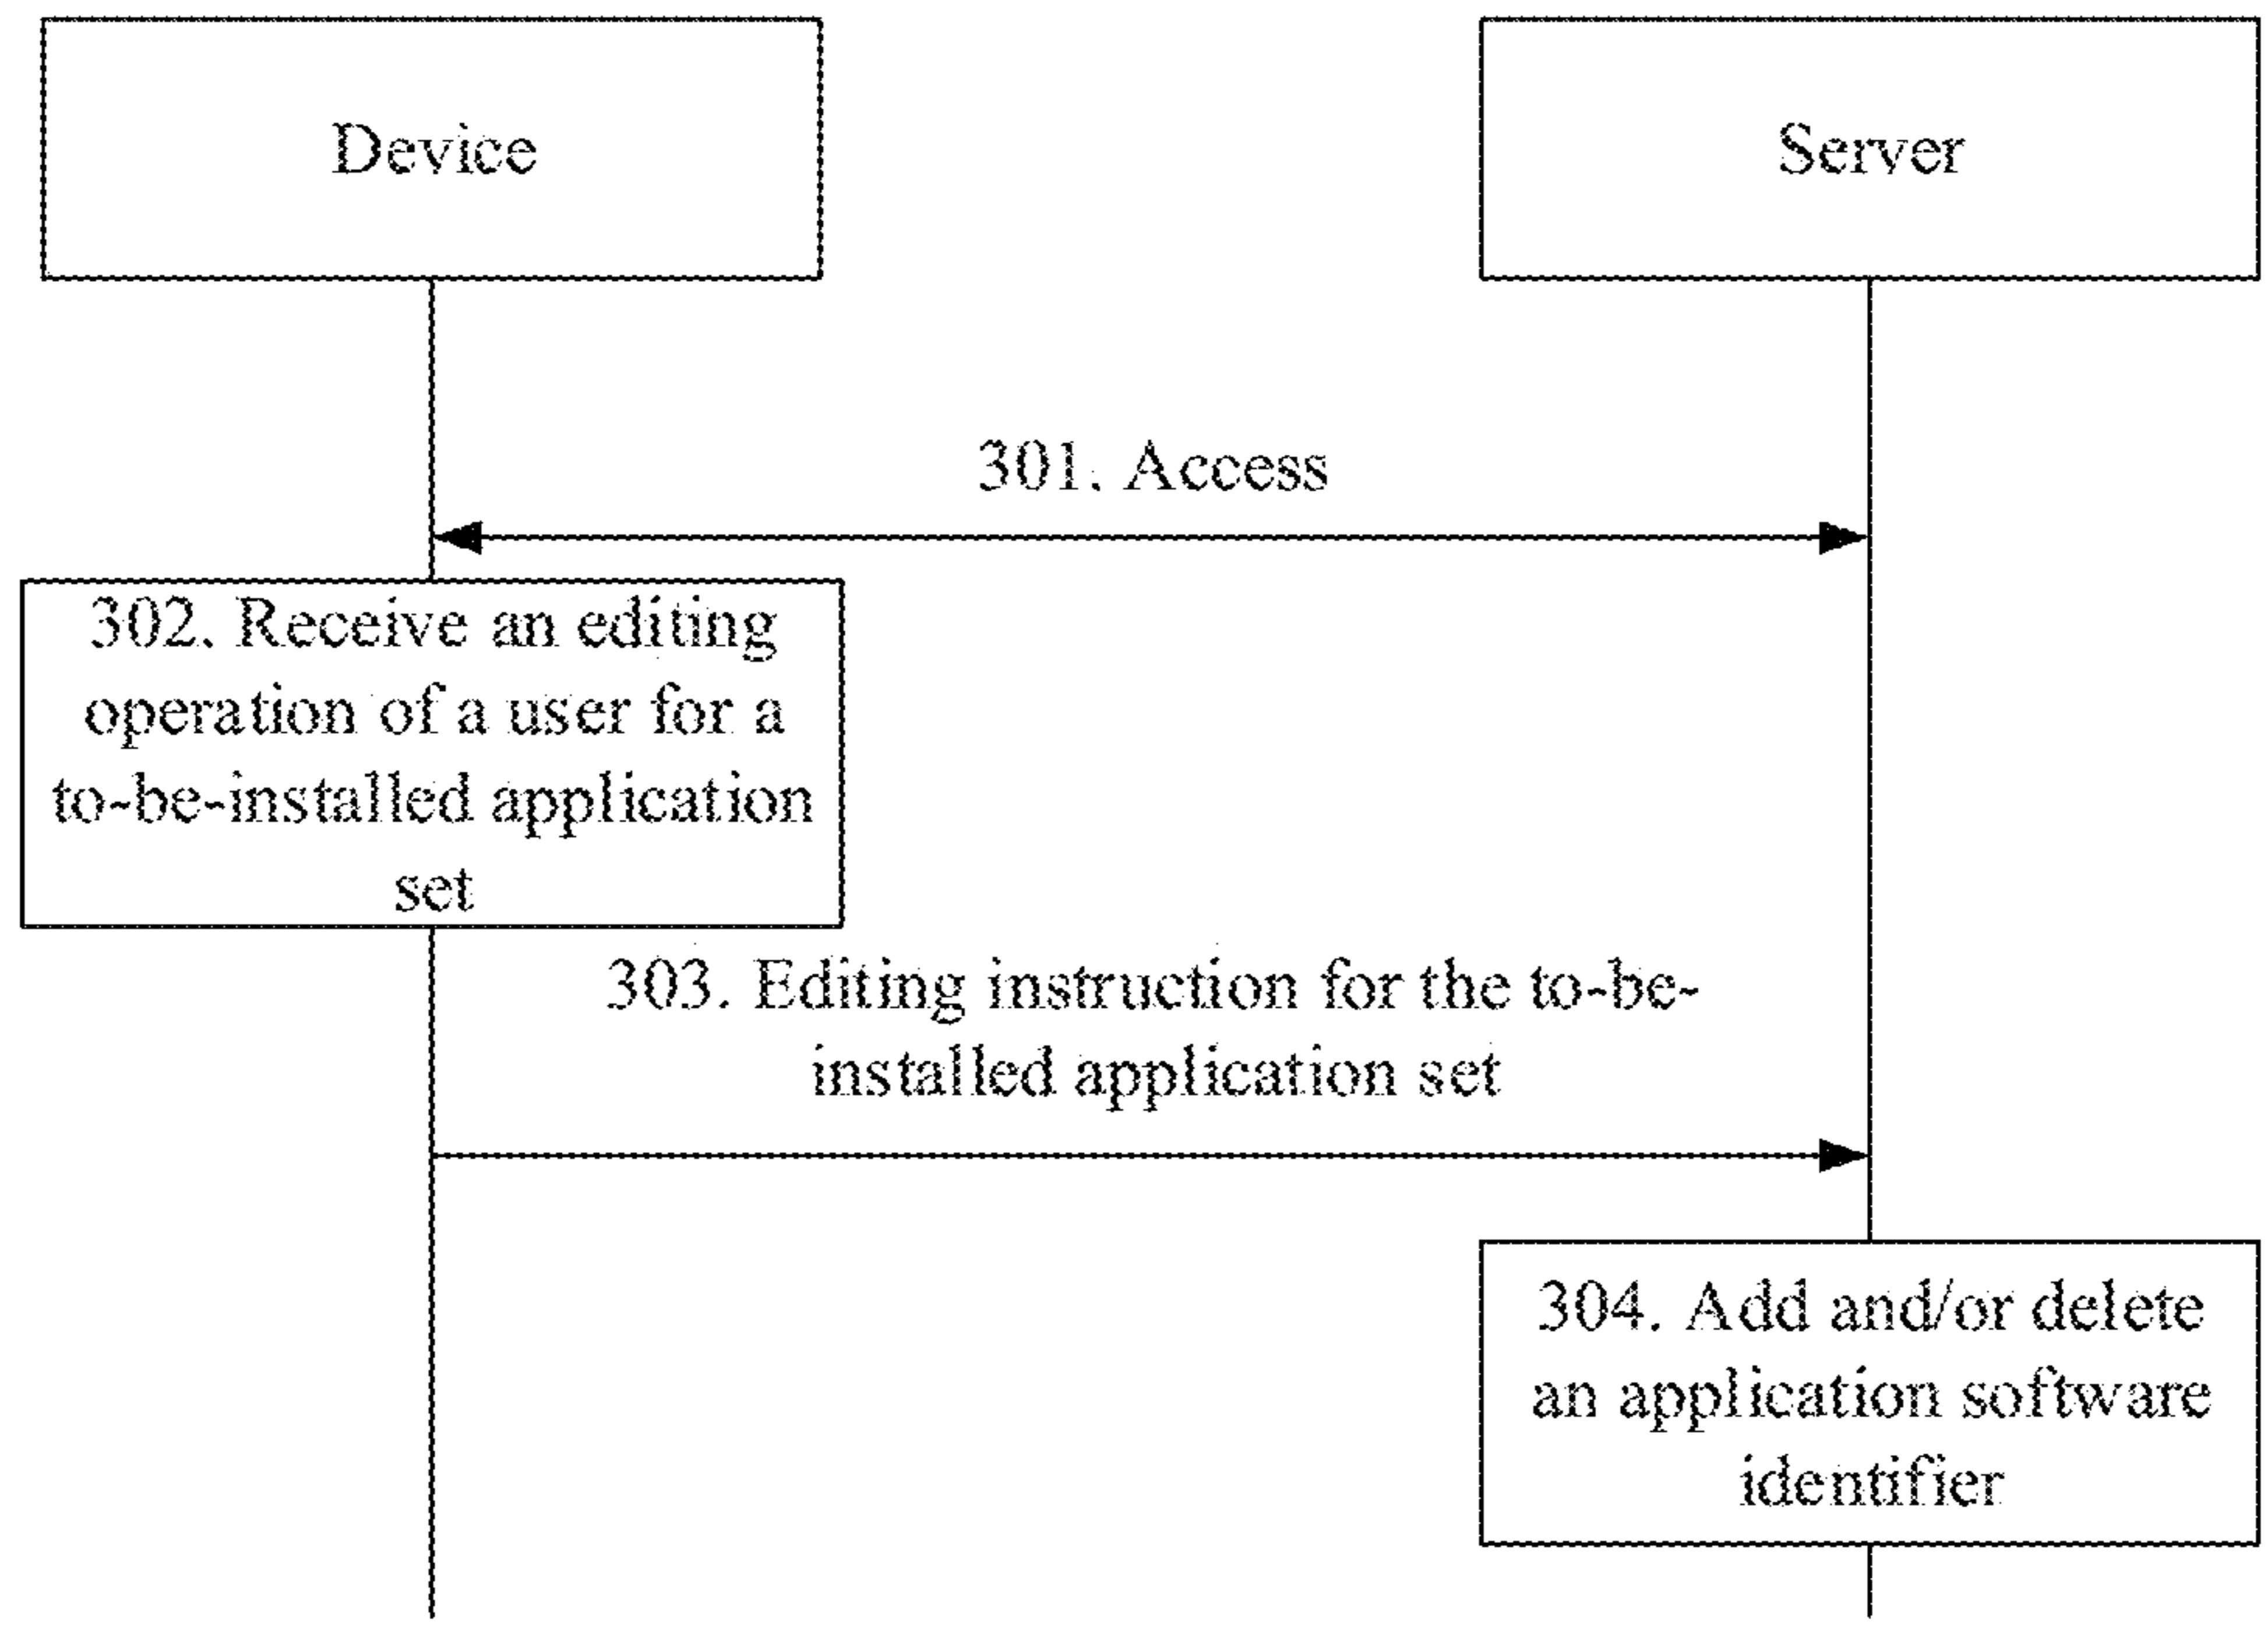 Device
Server
301. Access
302. Receive an editing
operation of a user for a
to-be-installed application
set
303. Editing instruction for the to-be-
installed application set
304. Add and/or delete
an application software
identifier